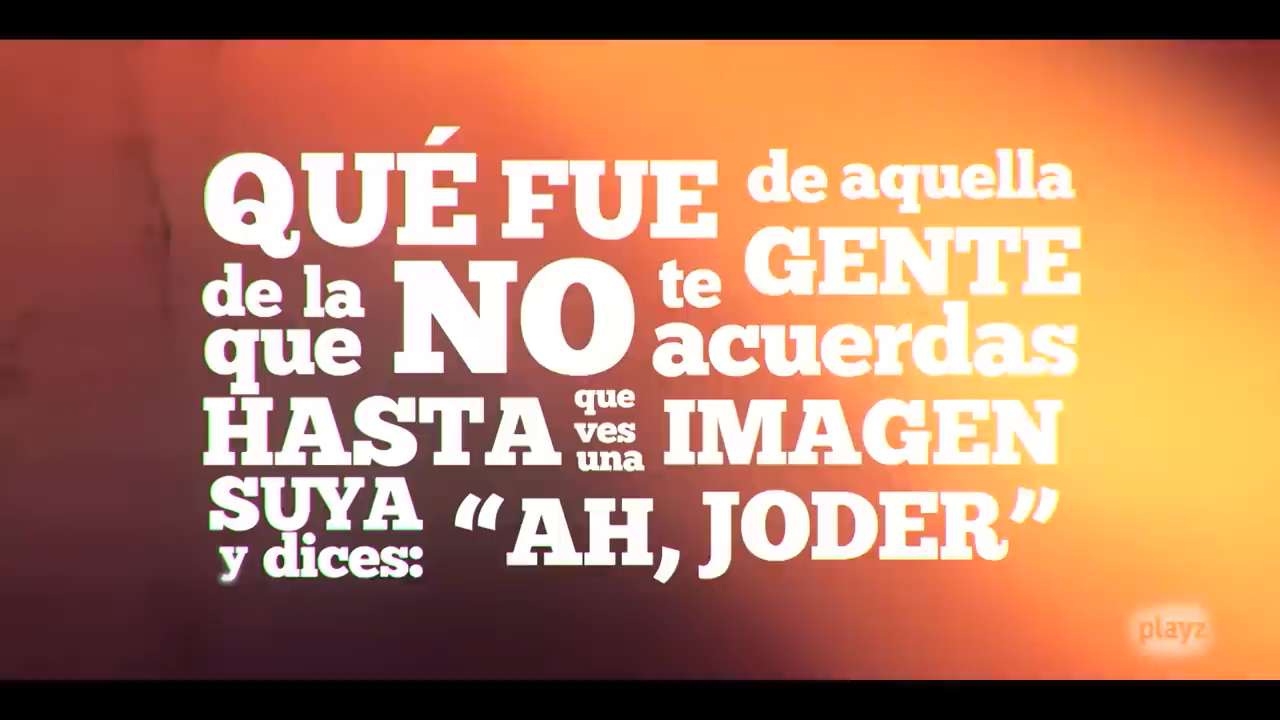 QUÉ FUE de aquella
GENTE
de la que NO te acuerdas
HASTA que ves una IMAGEN
SUYA
y dices: “AH, JODER”
playz